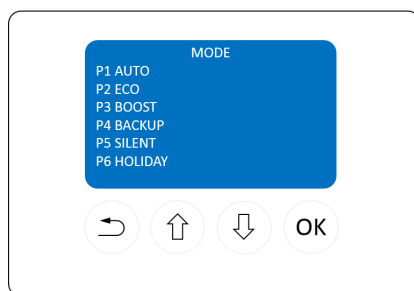 MODE
P1 AUTO
P2 ECO
P3 BOOST
P4 BACKUP
P5 SILENT
P6 HOLIDAY
OK